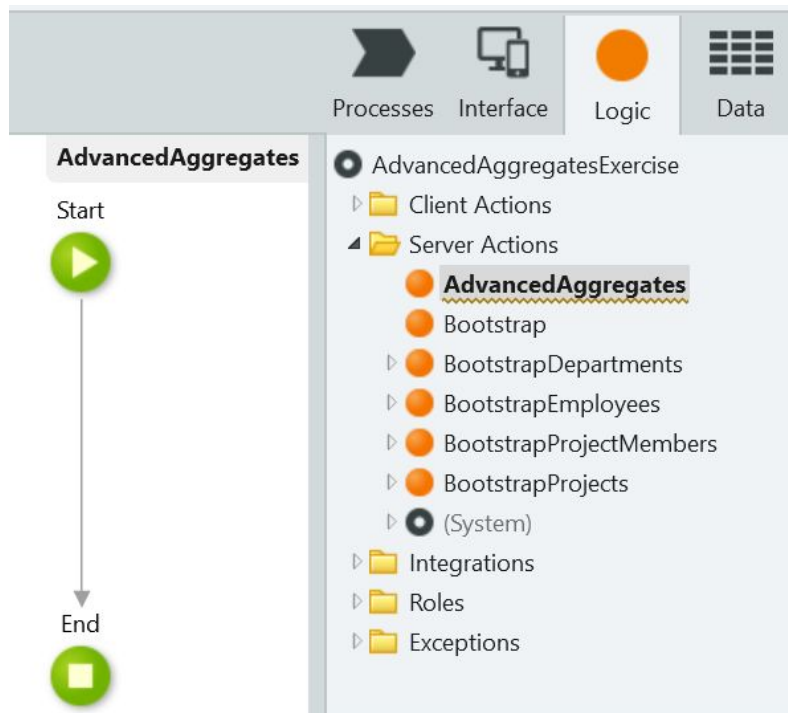 Processes Interface Logic Data
AdvancedAggregates
Start
End
AdvancedAggregatesExercise
Client Actions
Server Actions
AdvancedAggregates
Bootstrap
BootstrapDepartments
BootstrapEmployees
BootstrapProjectMembers
BootstrapProjects
(System)
Integrations
Roles
Exceptions